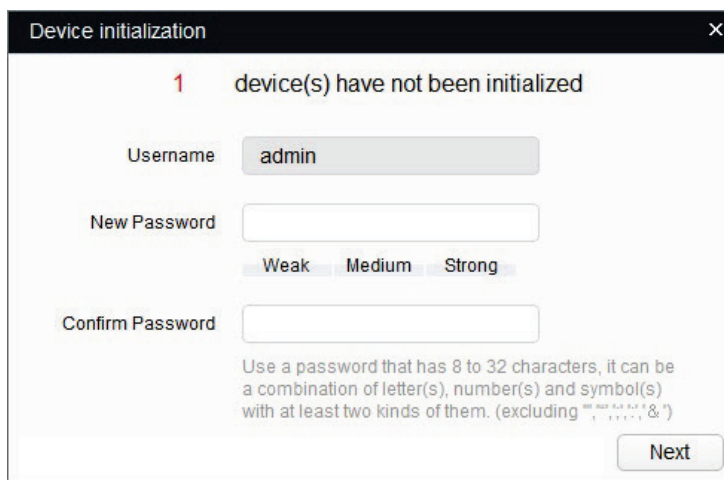 Device initialization
1 device(s) have not been initialized
Username admin
New Password
Weak Medium Strong
Confirm Password
Use a password that has 8 to 32 characters, it can be
a combination of letter(s), number(s) and symbol(s)
with at least two kinds of them. (excluding
Next